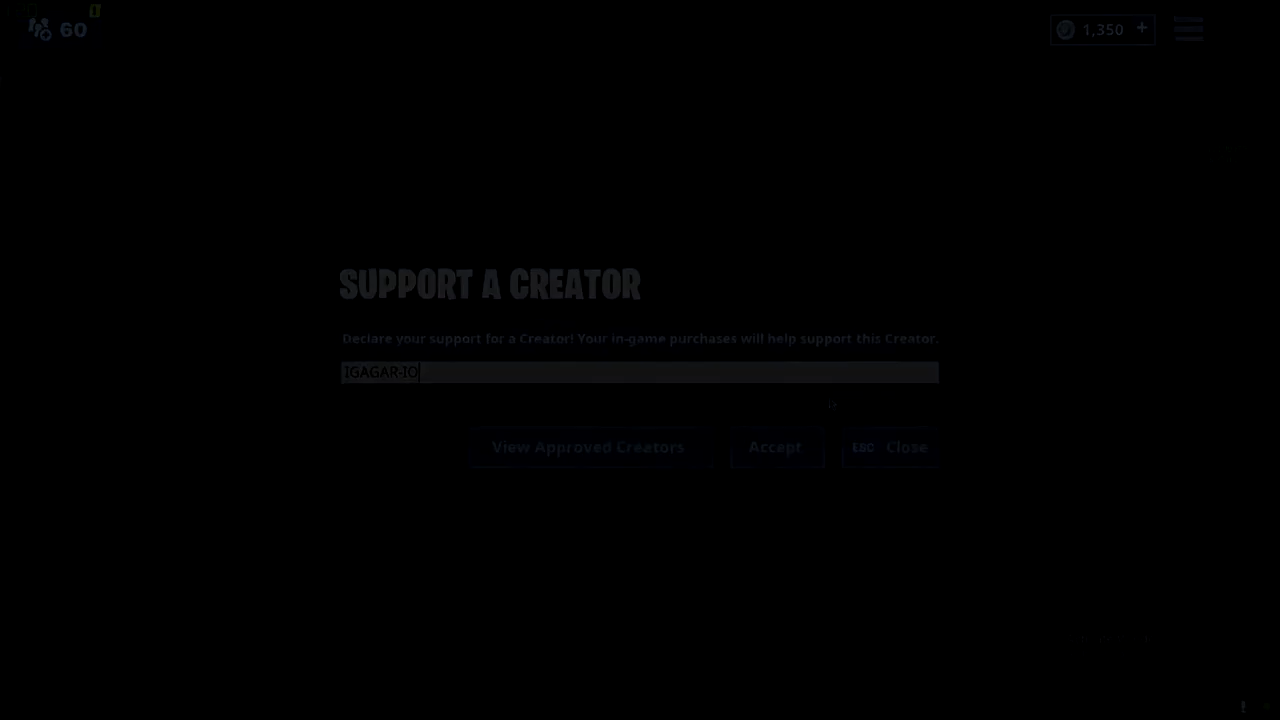 60
1,350 +
SUPPORT A CREATOR
Declare your support for a Creator! Your in-game purchases will help support this Creator.
IGAGAR-IO
View Approved Creators Accept ESC Close